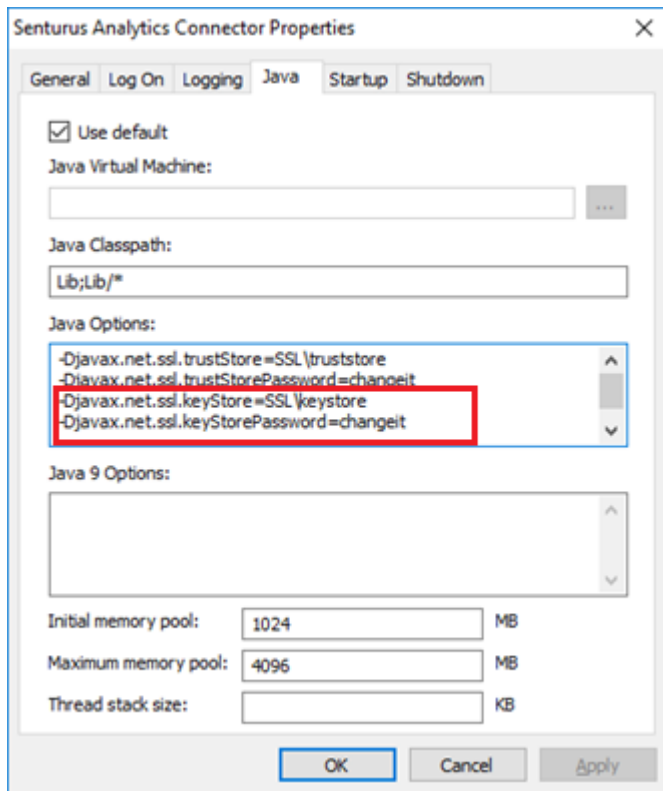 Senturus Analytics Connector Properties
General Log On Logging Java Startup Shutdown
Use default
Java Virtual Machine:
...
Java Classpath:
Lib;Lib/*
Java Options:
-Djavax.net.ssl.trustStore=SSL\truststore
-Djavax.net.ssl.trustStorePassword=changeit
-Djavax.net.ssl.keyStore=SSL\keystore
-Djavax.net.ssl.keyStorePassword=changeit
Java 9 Options:
Initial memory pool: 1024 MB
Maximum memory pool: 4096 MB
Thread stack size: KB
OK Cancel Apply